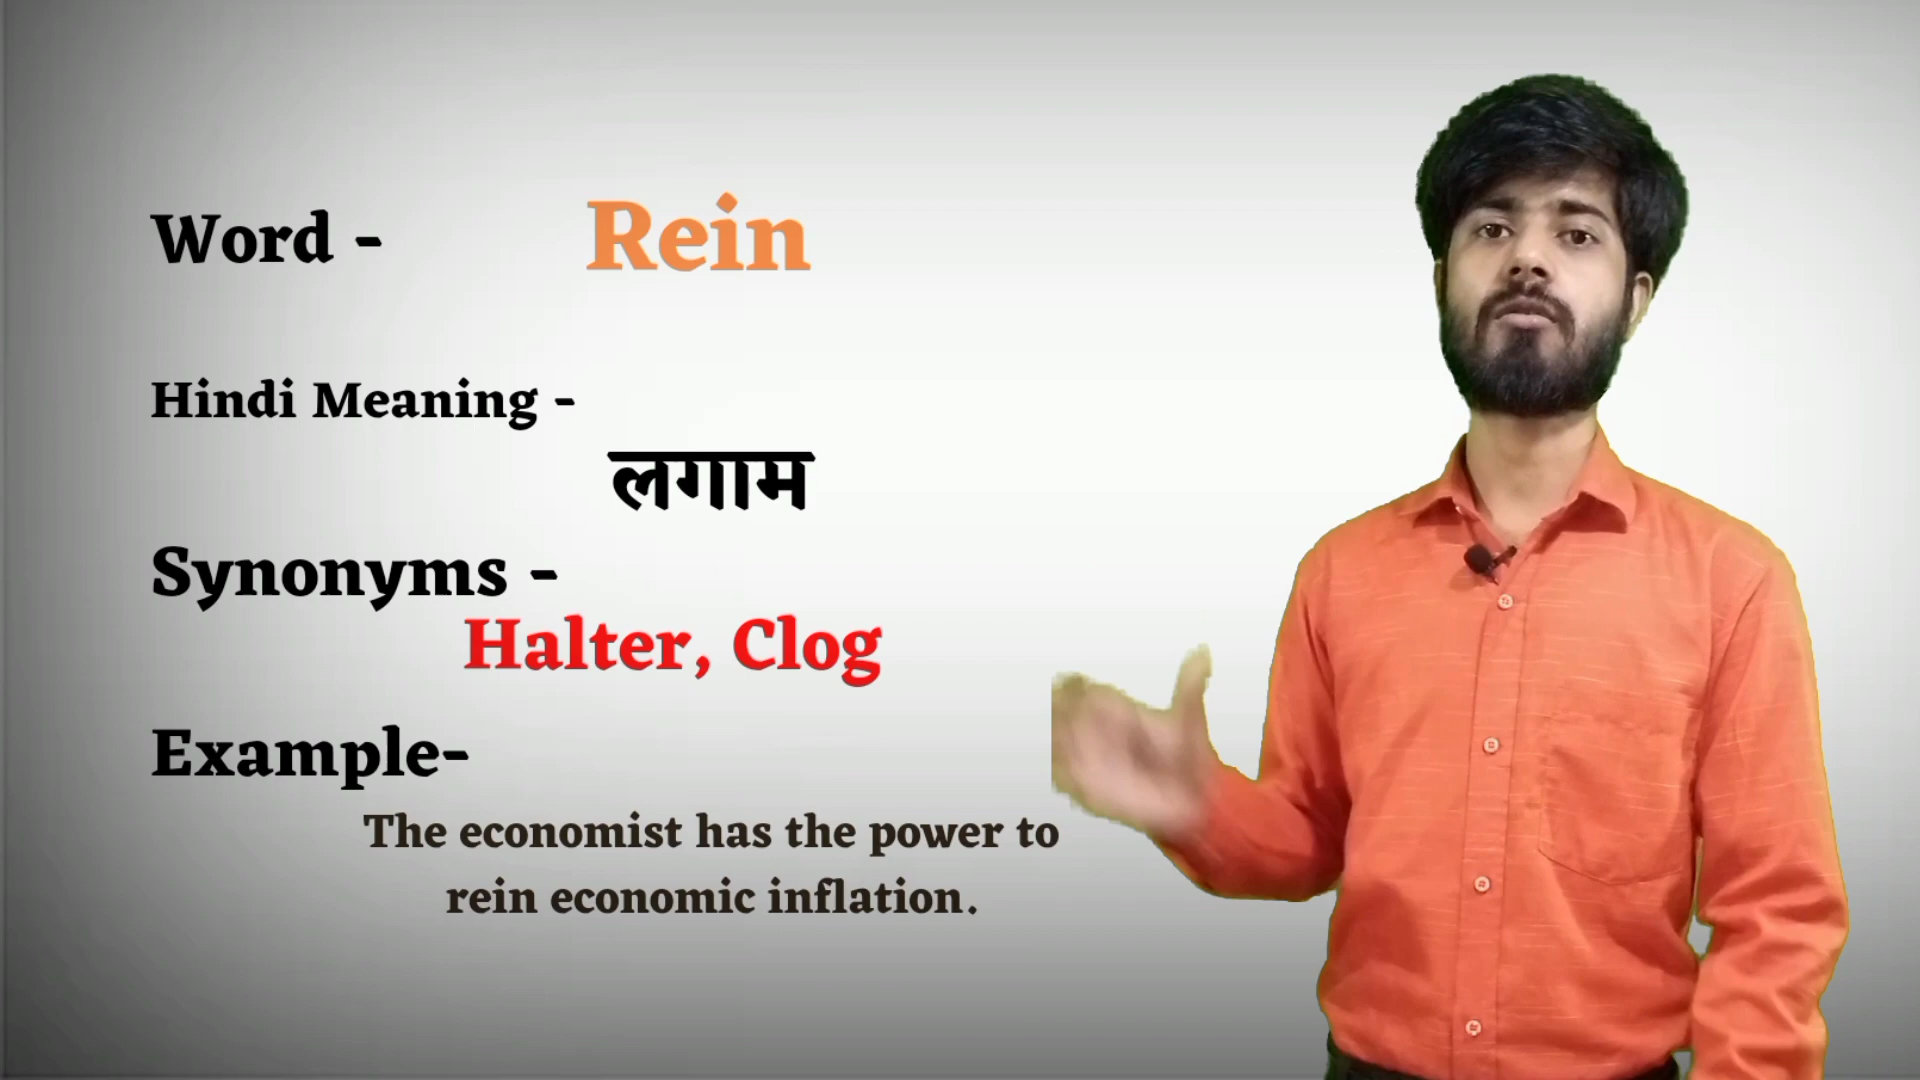 Word - Rein
Hindi Meaning -
लगाम
Synonyms -
Halter, Clog
Example-
The economist has the power to
rein economic inflation.